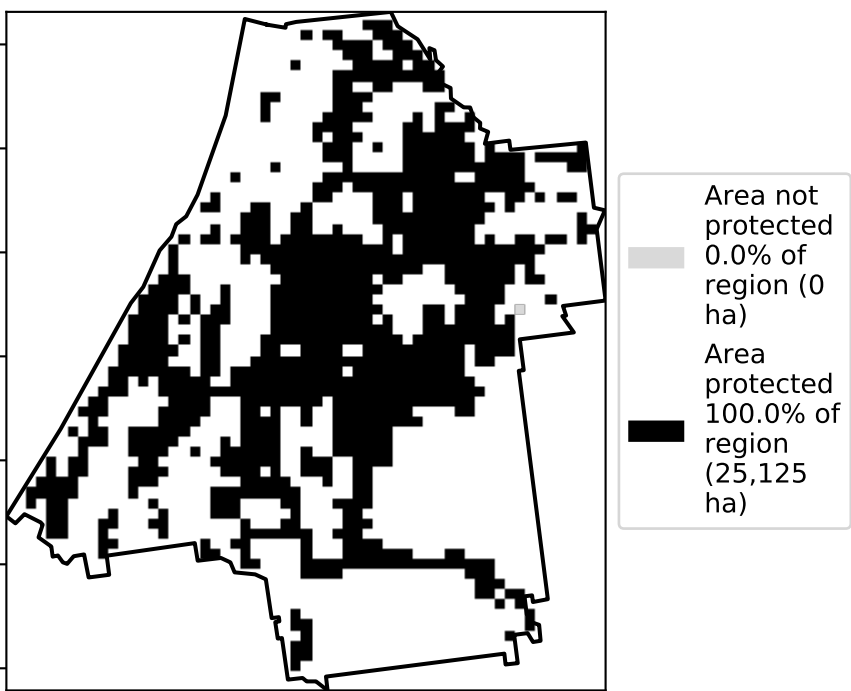 Area not
protected
0.0% of
region (0
ha)
Area
protected
100.0% of
region
(25,125
ha)